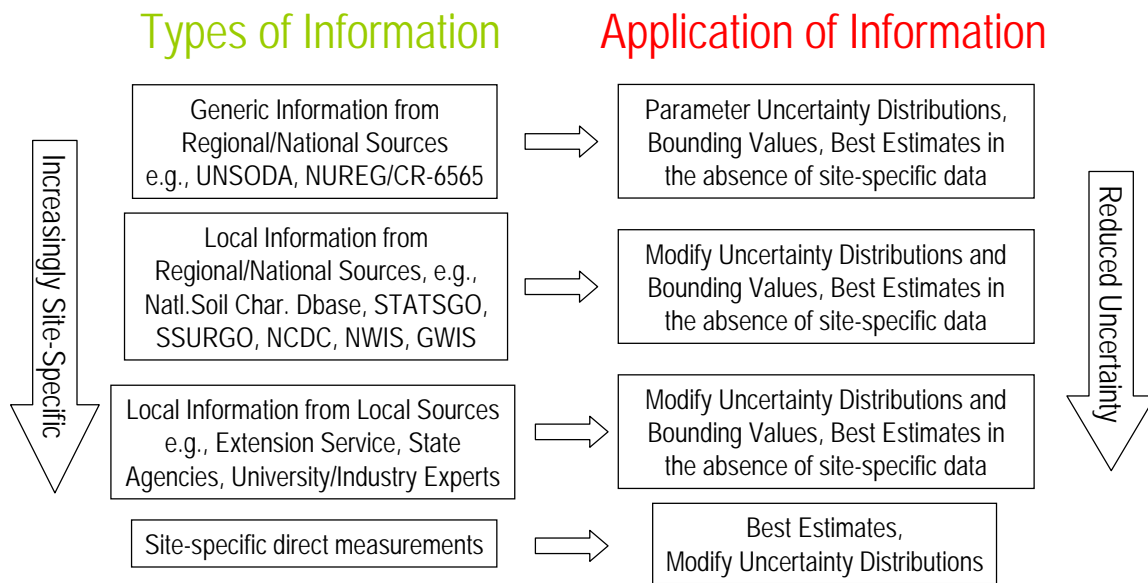 Types of Information
Application of Information
Increasingly Site-Specific
Generic Information from
Regional/National Sources
e.g., UNSODA, NUREG/CR-6565
Parameter Uncertainty Distributions,
Bounding Values, Best Estimates in
the absence of site-specific data
Local Information from
Regional/National Sources, e.g.,
Natl.Soil Char. Dbase, STATSGO,
SSURGO, NCDC, NWIS, GWIS
Modify Uncertainty Distributions and
Bounding Values, Best Estimates in
the absence of site-specific data
Local Information from Local Sources
e.g., Extension Service, State
Agencies, University/Industry Experts
Modify Uncertainty Distributions and
Bounding Values, Best Estimates in
the absence of site-specific data
Site-specific direct measurements
Best Estimates,
Modify Uncertainty Distributions
Reduced Uncertainty